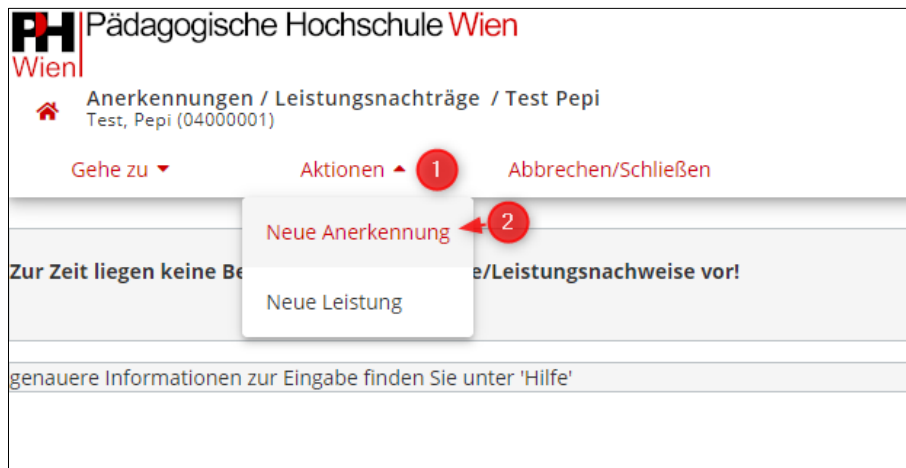 PH Pädagogische Hochschule Wien
Wien
Anerkennungen / Leistungsnachträge / Test Pepi
Test, Pepi (04000001)
Gehe zu Aktionen 1 Abbrechen/Schließen
Neue Anerkennung 2
Zur Zeit liegen keine Be e/Leistungsnachweise vor!
Neue Leistung
genauere Informationen zur Eingabe finden Sie unter 'Hilfe'